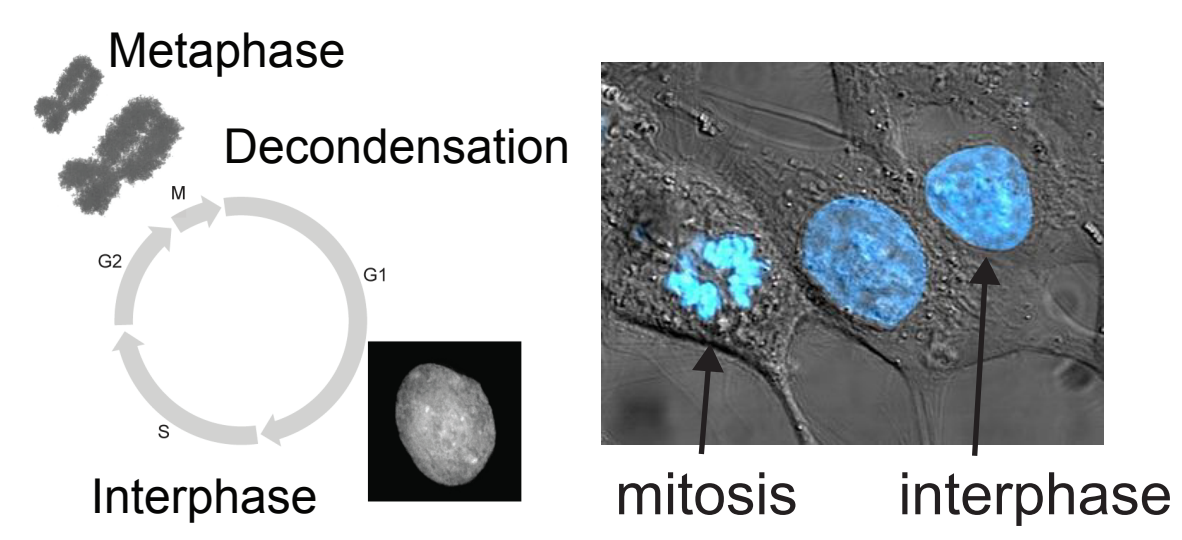 Metaphase
Decondensation
M
G2
G1
S
Interphase
mitosis
interphase